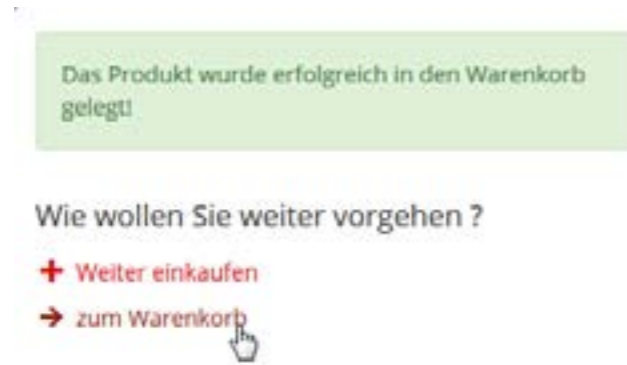 Das Produkt wurde erfolgreich in den Warenkorb
gelegt!
Wie wollen Sie weiter vorgehen ?
Weiter einkaufen
zum Warenkorb